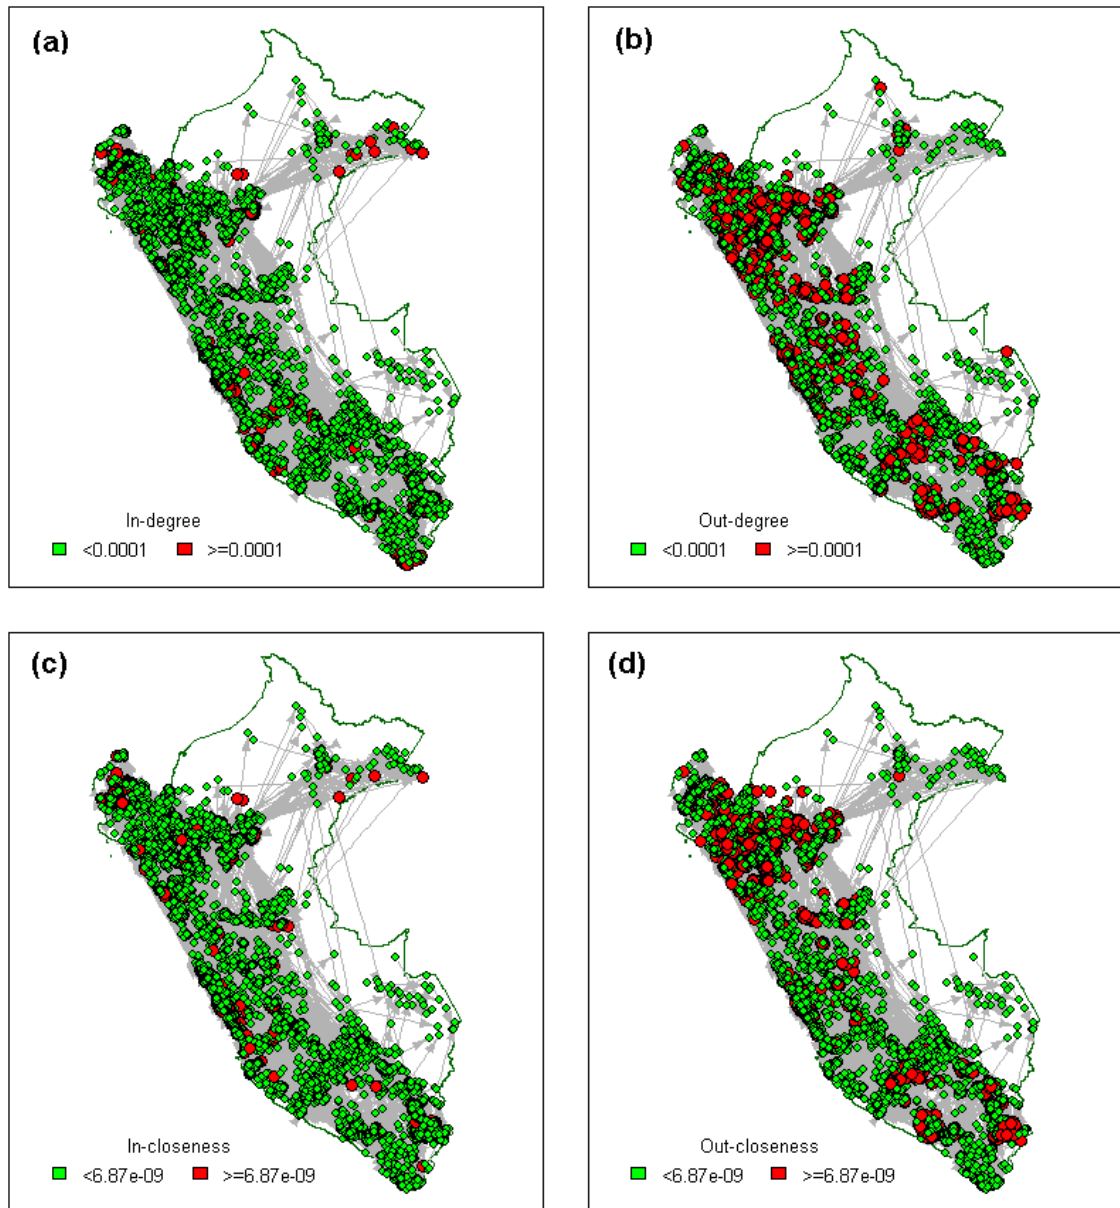 (a)
In-degree
<0.0001 >=0.0001
(b)
Out-degree
<0.0001 >=0.0001
(c)
In-closeness
<6.87e-09 >=6.87e-09
(d)
Out-closeness
<6.87e-09 >=6.87e-09